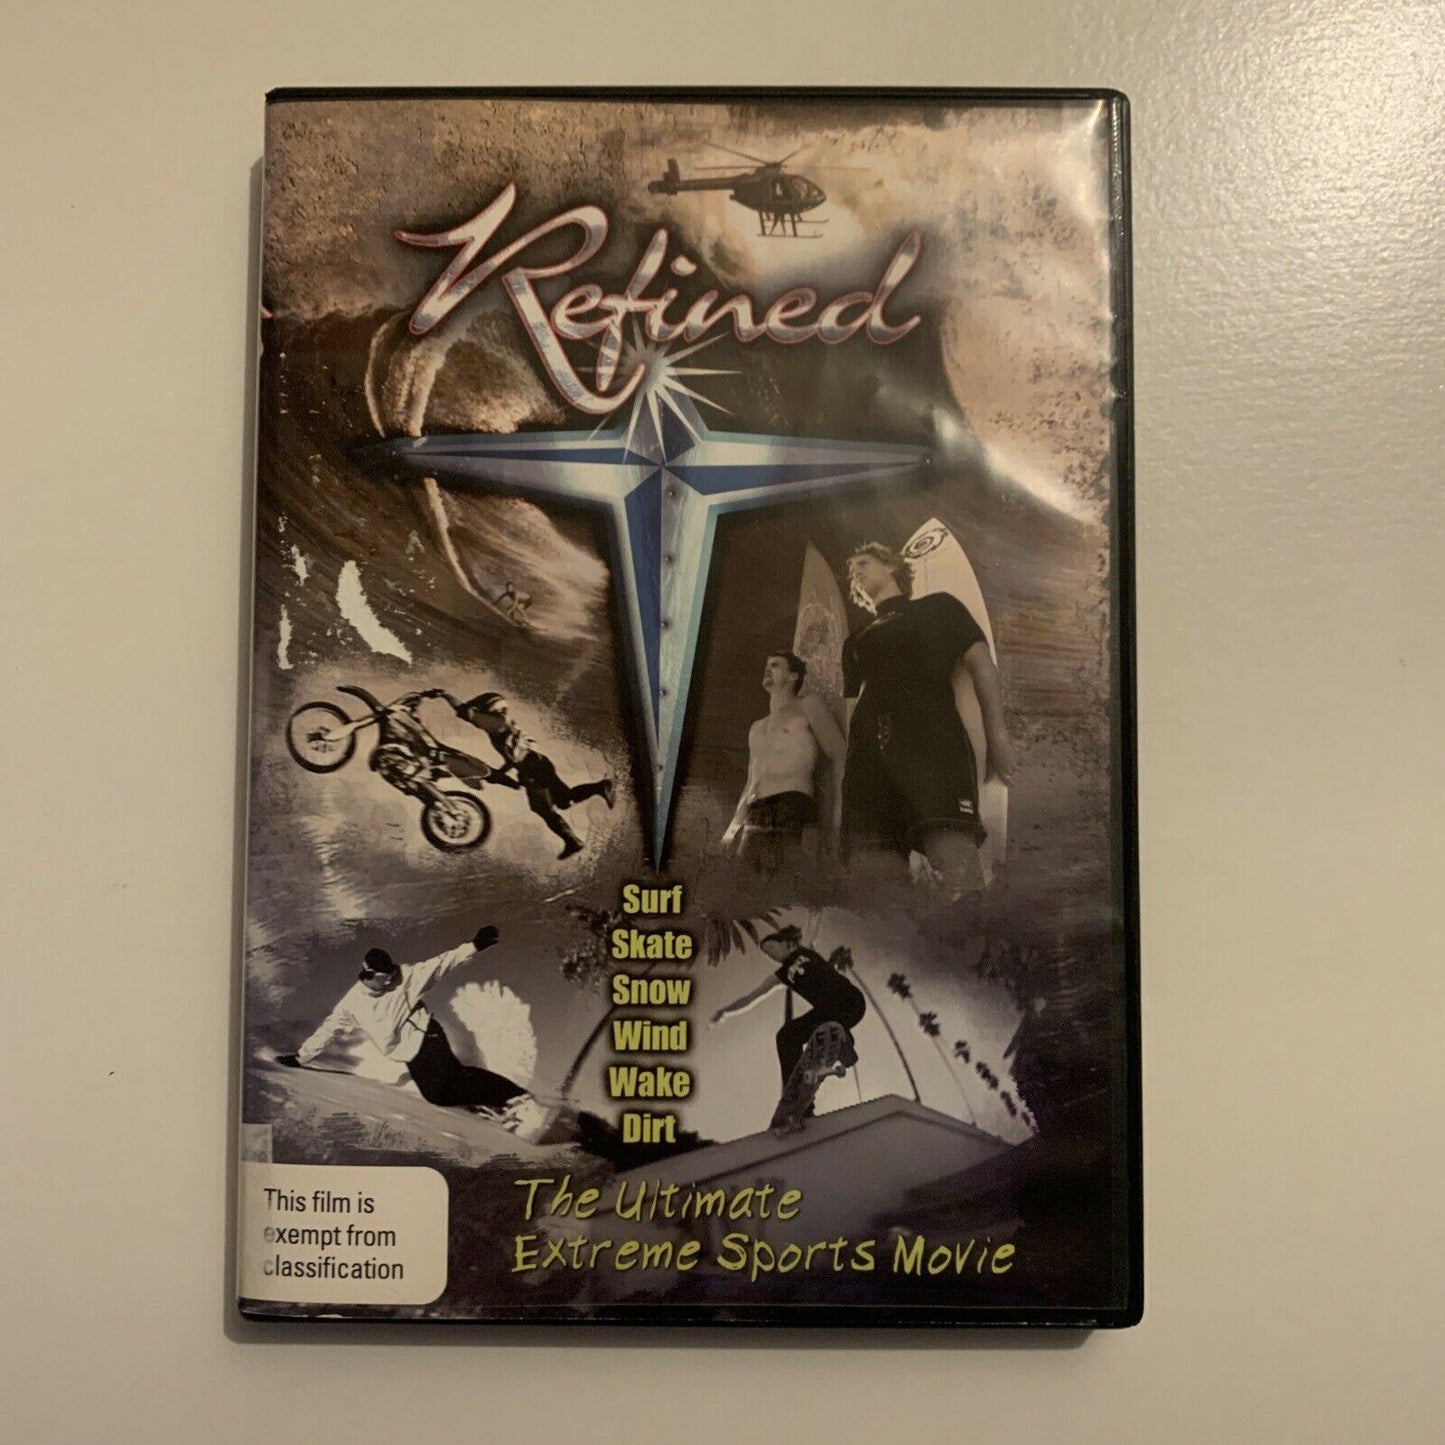 Refined
Surf
Skate
Snow
Wind
Wake
Dirt
This film is
exempt from
classification
The Ultimate
Extreme Sports Movie